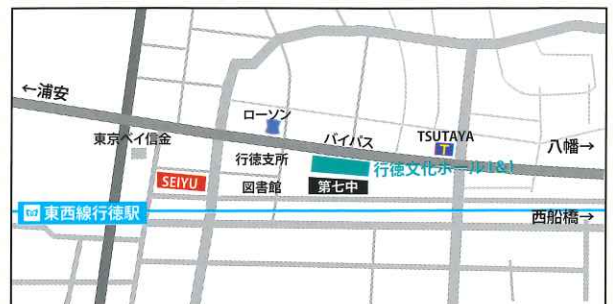 ←浦安
ローソン
東京ベイ信金
バイパス
TSUTAYA
T
八幡→
行徳支所
行徳文化ホールI&I
SEIYU
図書館
第七中
東西線行徳駅
西船橋→